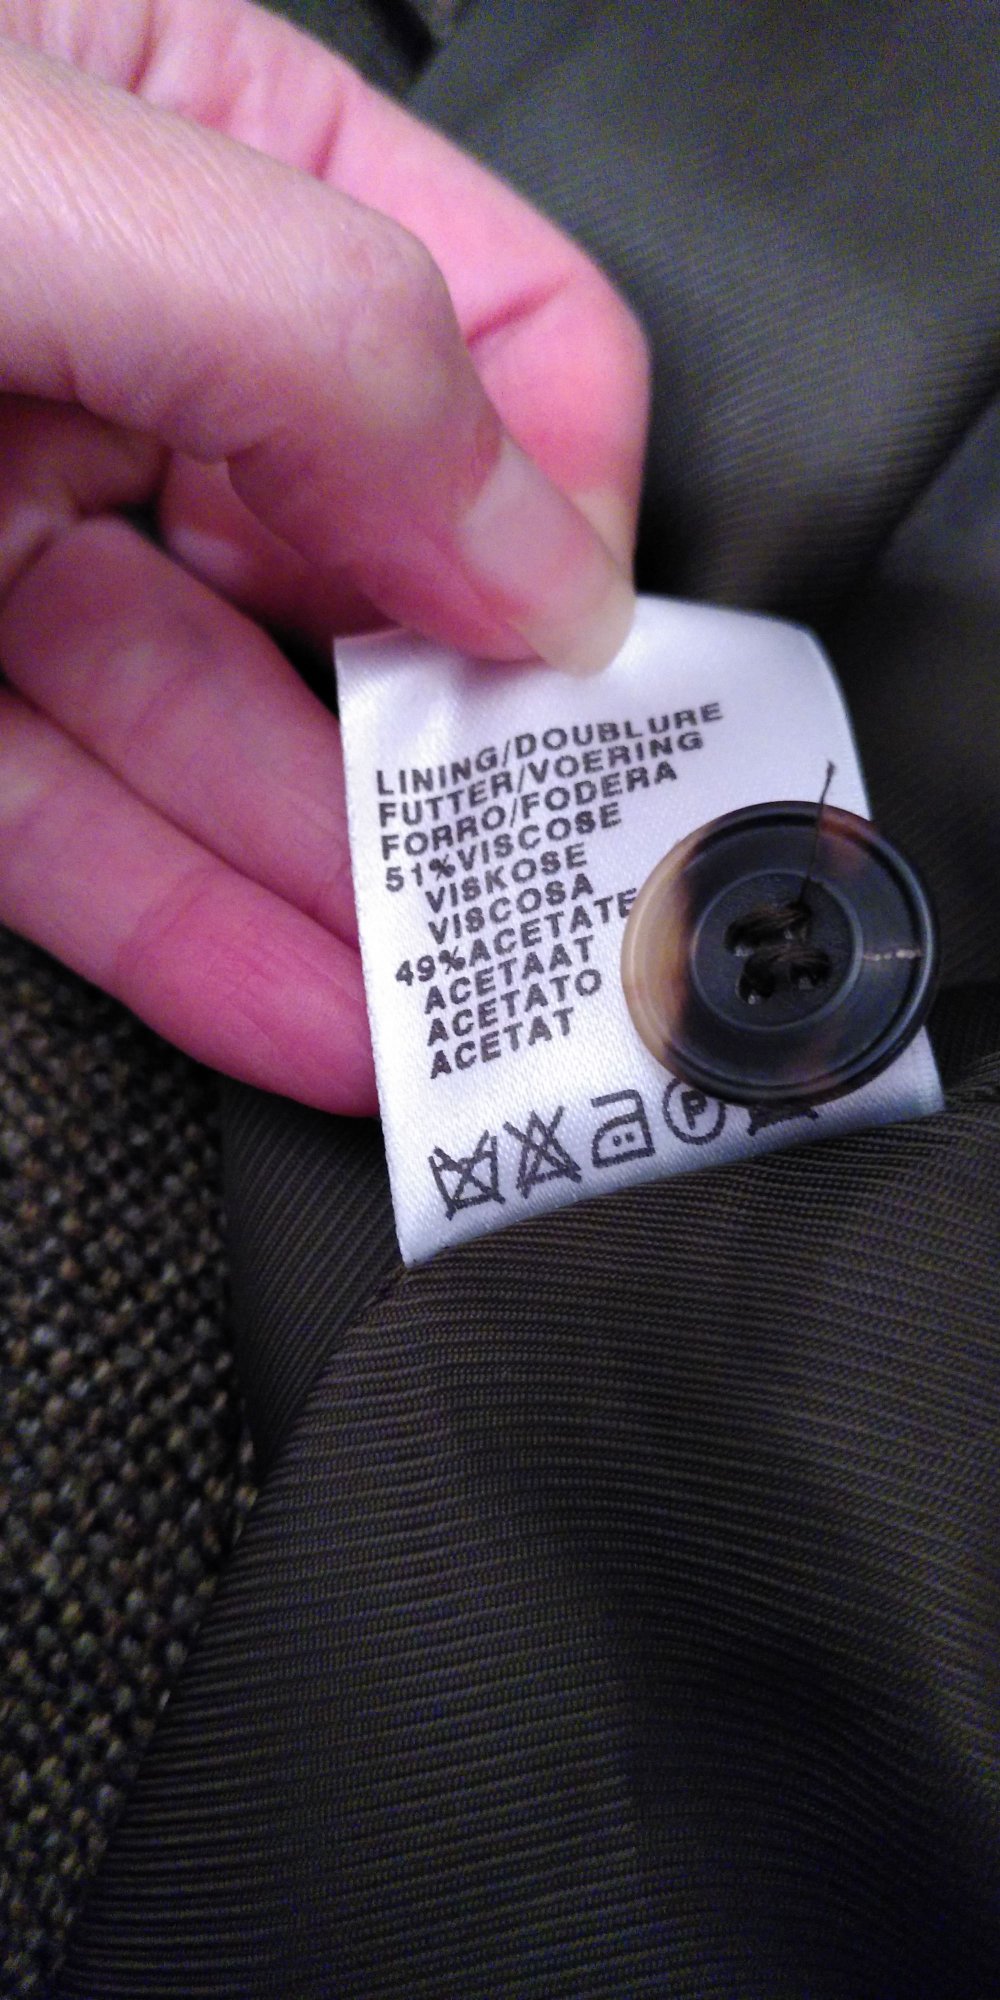 LINING/DOUBLURE
FUTTER/VOERING
FORRO/FODERA
51%VISCOSE
VISKOSE
VISCOSA
49%ACETATE
ACETAAT
ACETATO
ACETAT
P